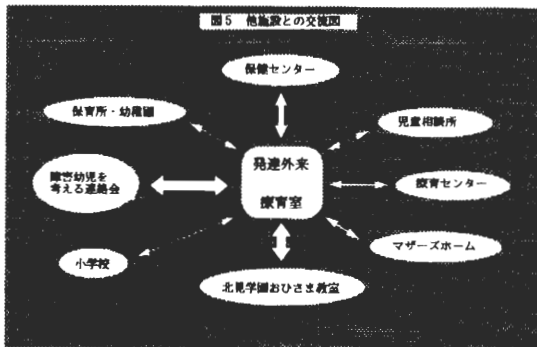 図5 他施設との交流図
保健センター
保育所・幼稚園
児童相談所
発達外来
療育室
障害幼児を
考える連絡会
療育センター
マザーズホーム
小学校
北見学園おひさま教室